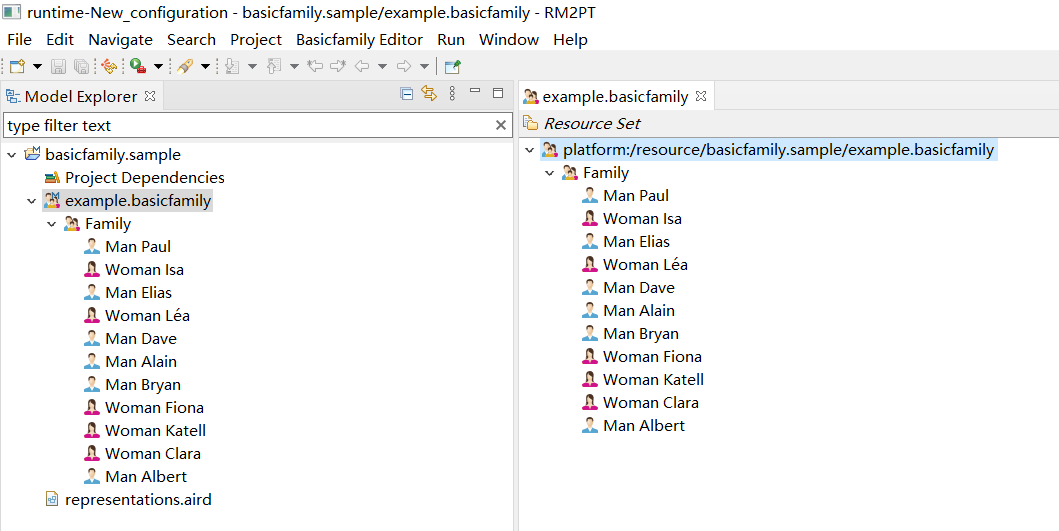 runtime-New_configuration - basicfamily.sample/example.basicfamily - RM2PT
File Edit Navigate Search Project Basicfamily Editor Run Window Help
Model Explorer
type filter text
basicfamily.sample
Project Dependencies
example.basicfamily
Family
Man Paul
Woman Isa
Man Elias
Woman Léa
Man Dave
Man Alain
Man Bryan
Woman Fiona
Woman Katell
Woman Clara
Man Albert
representations.aird
example.basicfamily
Resource Set
platform:/resource/basicfamily.sample/example.basicfamily
Family
Man Paul
Woman Isa
Man Elias
Woman Léa
Man Dave
Man Alain
Man Bryan
Woman Fiona
Woman Katell
Woman Clara
Man Albert